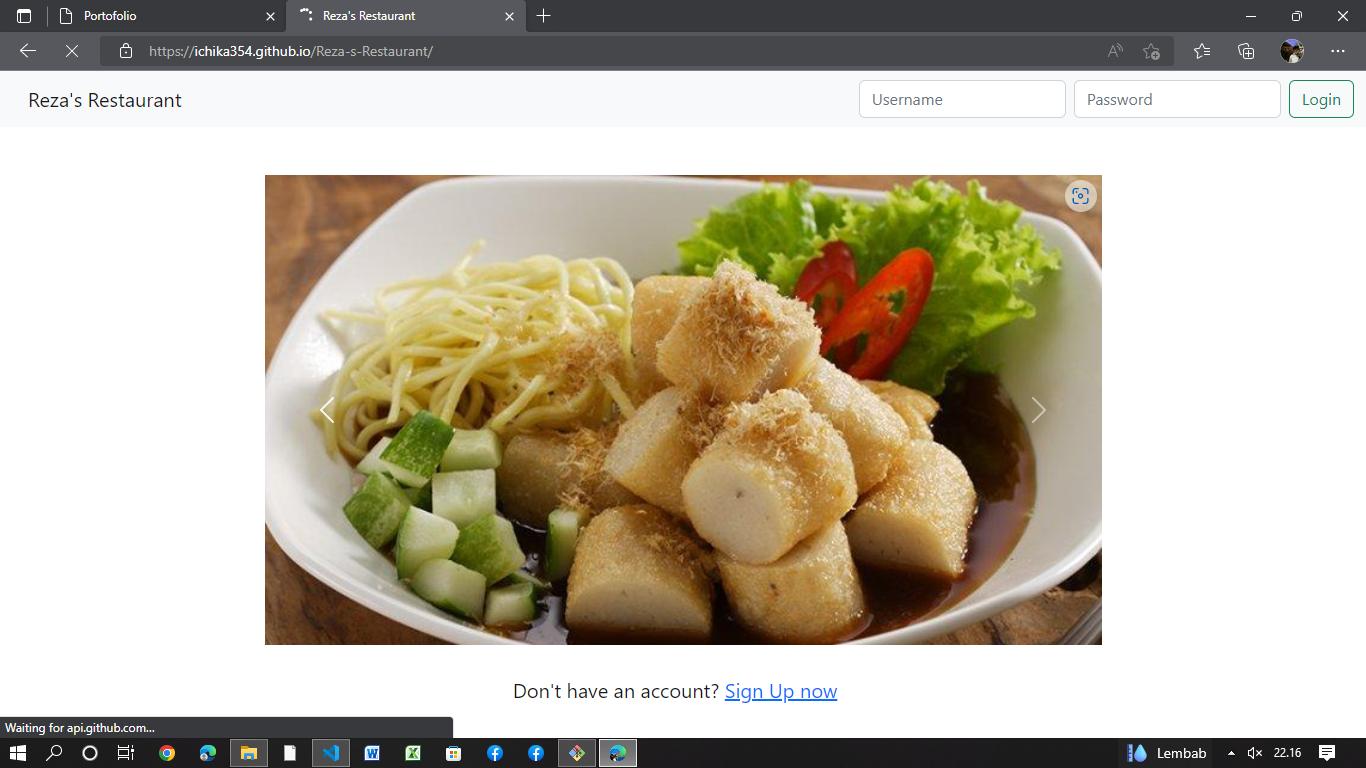 Portofolio
Reza's Restaurant
https://ichika354.github.io/Reza-s-Restaurant/
Reza's Restaurant
Username
Password
Login
Don't have an account? Sign Up now
Waiting for api.github.com...
Lembab
22.16